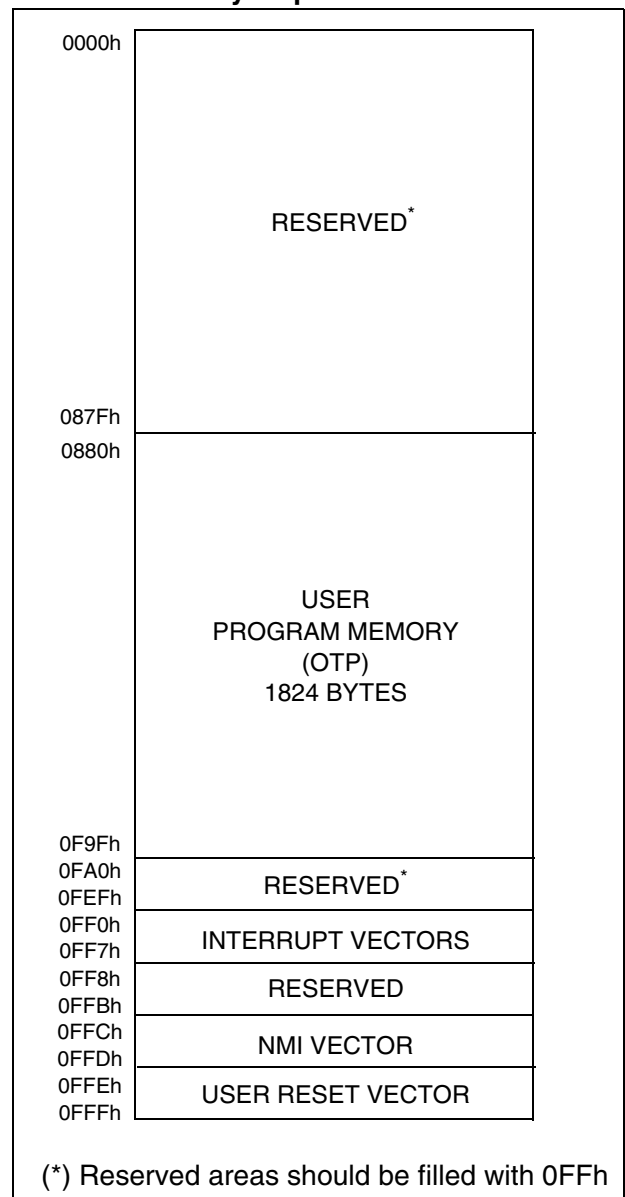 0000h
RESERVED*
087Fh
0880h
USER
PROGRAM MEMORY
(OTP)
1824 BYTES
0F9Fh
0FA0h
RESERVED*
0FEFh
0FF0h
INTERRUPT VECTORS
0FF7h
0FF8h
RESERVED
0FFBh
0FFCh
NMI VECTOR
0FFDh
0FFEh
USER RESET VECTOR
0FFFh
(*) Reserved areas should be filled with 0FFh